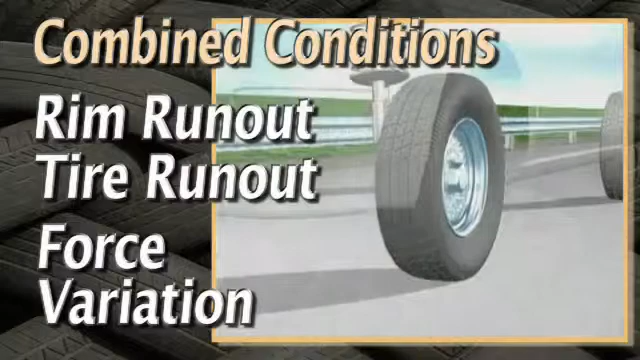 Combined Conditions
Rim Runout
Tire Runout
Force
Variation